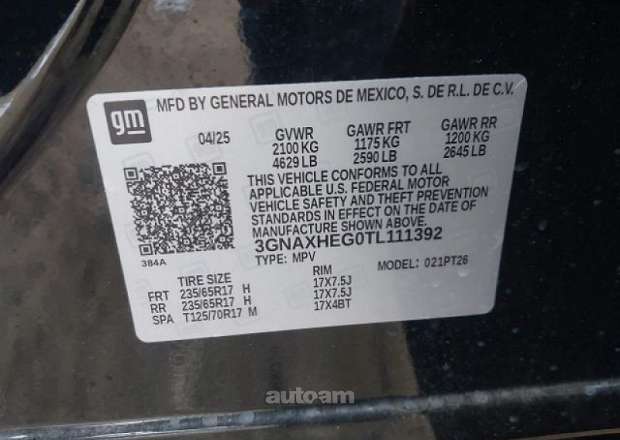 gm MFD BY GENERAL MOTORS DE MEXICO, S. DE R.L. DE C.V.
04/25 GVWR GAWR FRT GAWR RR
2100 KG 1175 KG 1200 KG
4629 LB 2590 LB 2645 LB
THIS VEHICLE CONFORMS TO ALL
APPLICABLE U.S. FEDERAL MOTOR
VEHICLE SAFETY AND THEFT PREVENTION
STANDARDS IN EFFECT ON THE DATE OF
MANUFACTURE SHOWN ABOVE.
3GNAXHEG0TL111392
384A TYPE: MPV MODEL: 021PT26
TIRE SIZE RIM
FRT 235/65R17 H 17X7.5J
RR 235/65R17 H 17X7.5J
SPA T125/70R17 M 17X4BT
autoam